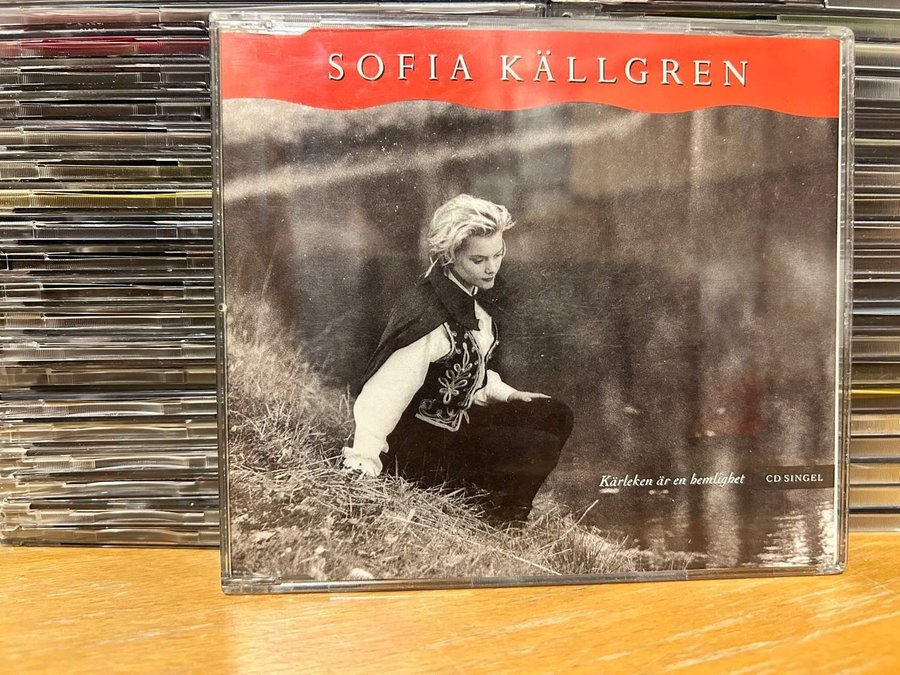 SOFIA KÄLLGREN
Kärleken är en hemlighet CD SINGEL